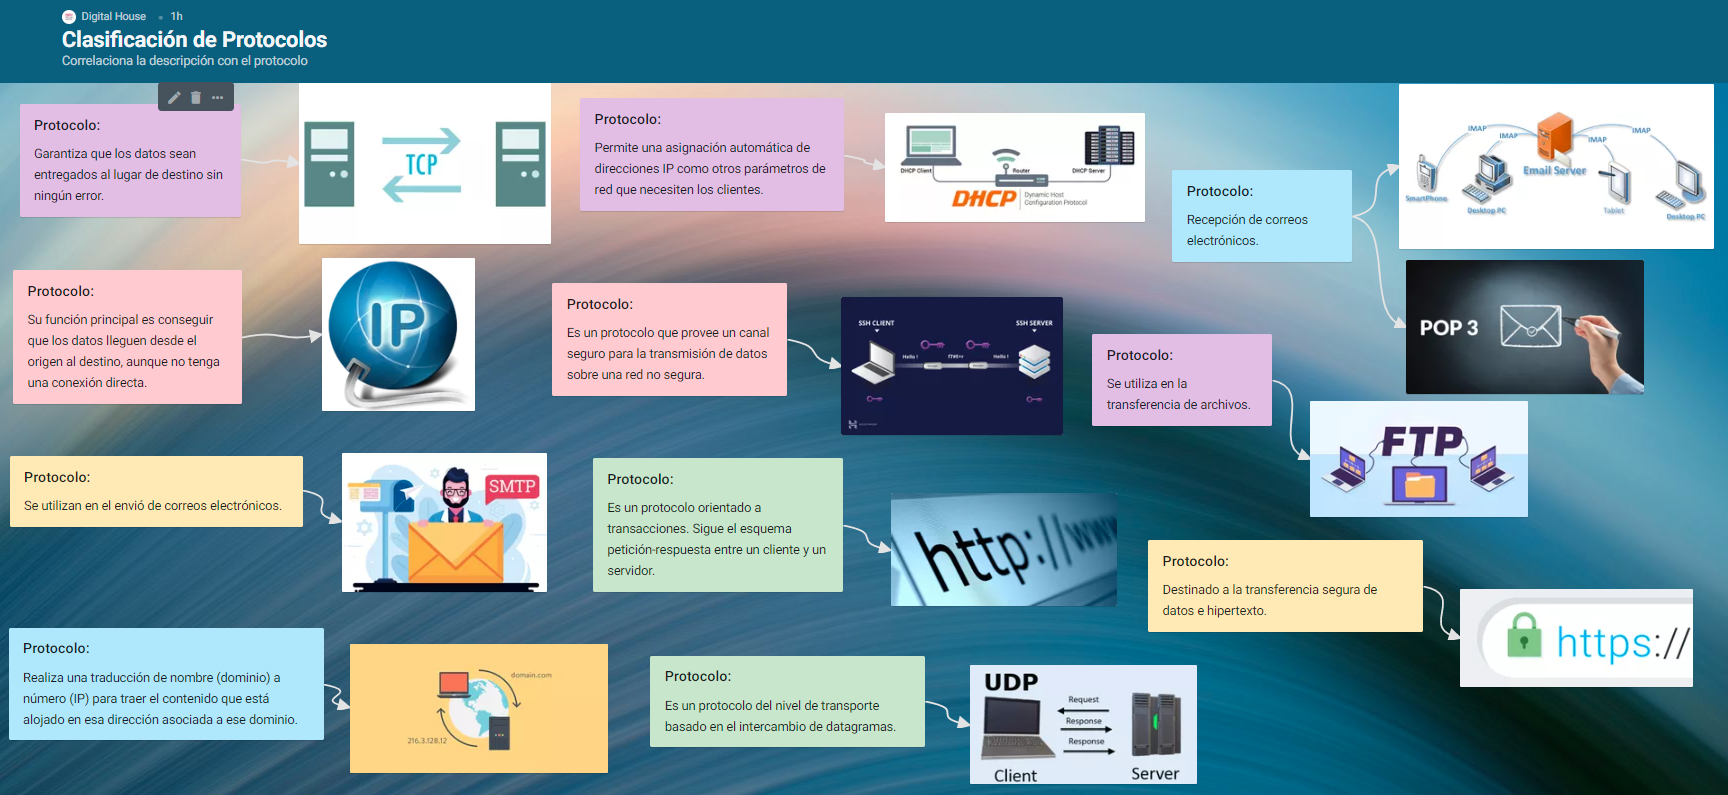 Digital House • 1h
Clasificación de Protocolos
Correlaciona la descripción con el protocolo
Protocolo:
Garantiza que los datos sean
entregados al lugar de destino sin
ningún error.
TCP
Protocolo:
Permite una asignación automática de
direcciones IP como otros parámetros de
red que necesiten los clientes.
DHCP Client
Router
DHCP Server
DHCP
Dynamic Host
Configuration Protocol
Protocolo:
Recepción de correos
electrónicos.
IMAP
IMAP
IMAP
IMAP
Email Server
SmartPhone
Desktop PC
Tablet
Desktop PC
POP 3
Protocolo:
Su función principal es conseguir
que los datos lleguen desde el
origen al destino, aunque no tenga
una conexión directa.
IP
Protocolo:
Es un protocolo que provee un canal
seguro para la transmisión de datos
sobre una red no segura.
SSH CLIENT
SSH SERVER
Hello !
Hello !
Protocolo:
Se utiliza en la
transferencia de archivos.
FTP
Protocolo:
Se utilizan en el envió de correos electrónicos.
SMTP
Protocolo:
Es un protocolo orientado a
transacciones. Sigue el esquema
petición-respuesta entre un cliente y un
servidor.
http://www
Protocolo:
Destinado a la transferencia segura de
datos e hipertexto.
https://
Protocolo:
Realiza una traducción de nombre (dominio) a
número (IP) para traer el contenido que está
alojado en esa dirección asociada a ese dominio.
domain.com
216.3.128.12
Protocolo:
Es un protocolo del nivel de transporte
basado en el intercambio de datagramas.
UDP
Request
Response
Response
Client
Server